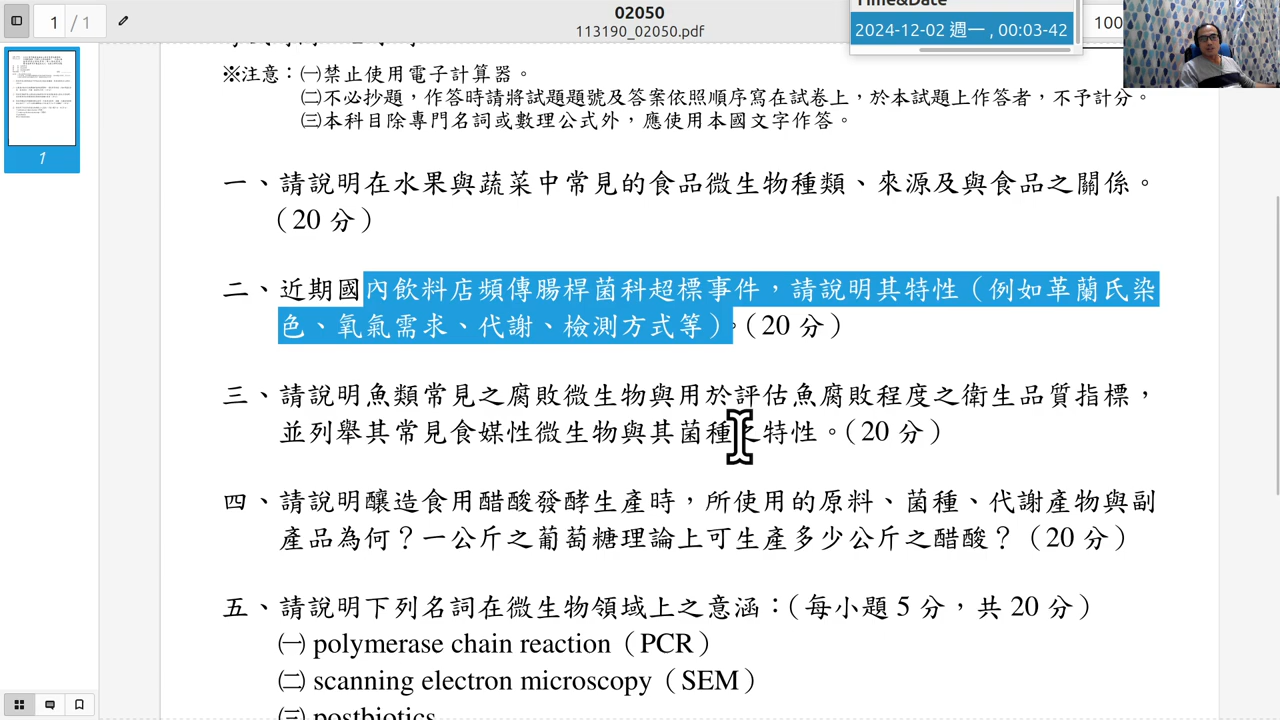 1 / 1
02050
113190_02050.pdf
Time&Date
2024-12-02 週一 , 00:03-42
100
1
※注意：㈠禁止使用電子計算器。
㈡不必抄題，作答時請將試題題號及答案依照順序寫在試卷上，於本試題上作答者，不予計分。
㈢本科目除專門名詞或數理公式外，應使用本國文字作答。
一、請說明在水果與蔬菜中常見的食品微生物種類、來源及與食品之關係。
（20 分）
二、近期國內飲料店頻傳腸桿菌科超標事件，請說明其特性（例如革蘭氏染
色、氧氣需求、代謝、檢測方式等）。（20 分）
三、請說明魚類常見之腐敗微生物與用於評估魚腐敗程度之衛生品質指標，
並列舉其常見食媒性微生物與其菌種之特性。（20 分）
四、請說明釀造食用醋酸發酵生產時，所使用的原料、菌種、代謝產物與副
產品為何？一公斤之葡萄糖理論上可生產多少公斤之醋酸？（20 分）
五、請說明下列名詞在微生物領域上之意涵：（每小題 5 分，共 20 分）
㈠ polymerase chain reaction（PCR）
㈡ scanning electron microscopy（SEM）
㈢ postbiotics